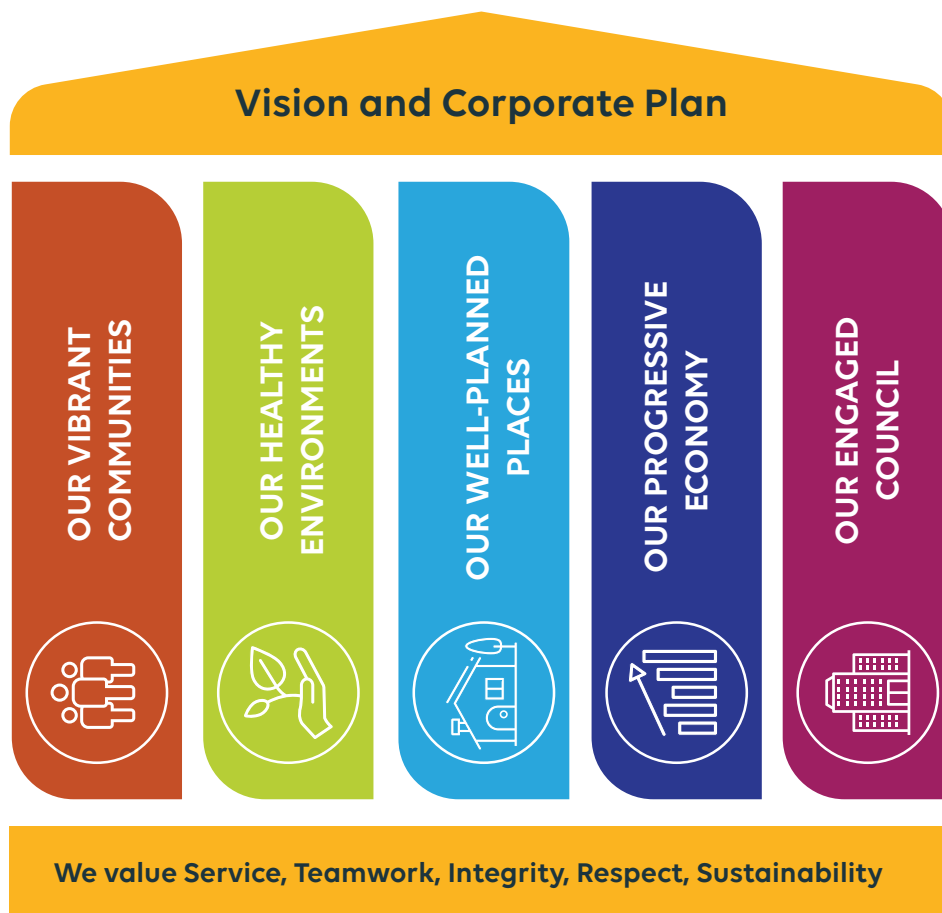 Vision and Corporate Plan
OUR VIBRANT
COMMUNITIES
OUR HEALTHY
ENVIRONMENTS
OUR WELL-PLANNED
PLACES
OUR PROGRESSIVE
ECONOMY
OUR ENGAGED
COUNCIL
We value Service, Teamwork, Integrity, Respect, Sustainability